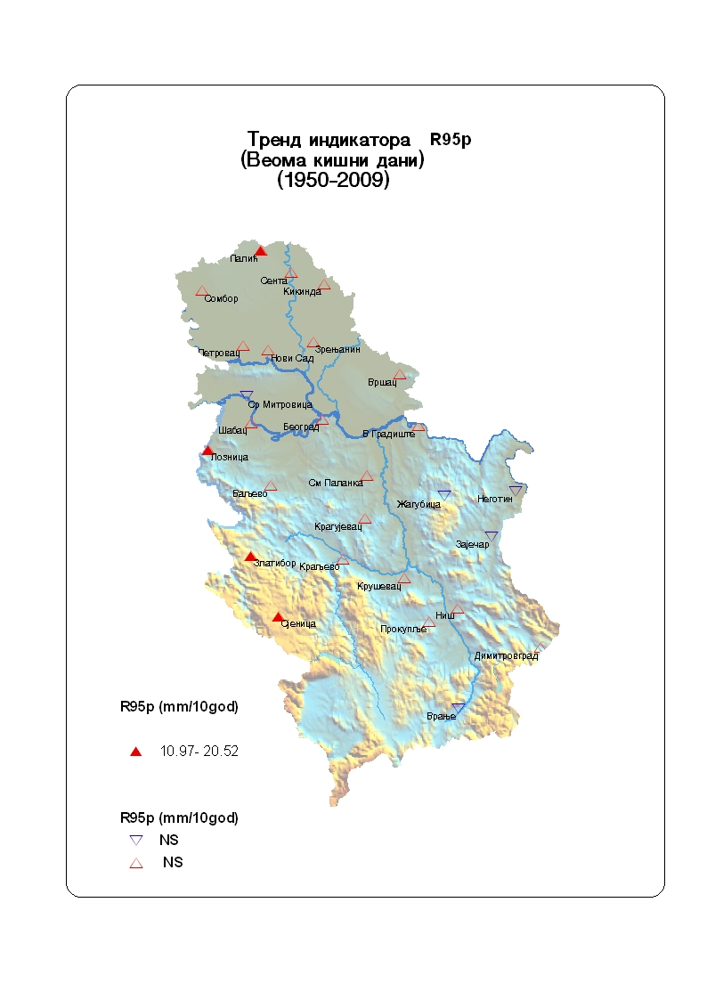 Тренд индикатора R95p
(Веома кишни дани)
(1950-2009)
Палић
Сента
Кикинда
Сомбор
Петровац
Нови Сад
Зрењанин
Вршац
Ср Митровица
Шабац
Београд
В Градиште
Лозница
См Паланка
Ваљево
Жагубица
Неготин
Крагујевац
Зајечар
Златибор
Краљево
Крушевац
Ниш
Сјеница
Прокупље
Димитровград
Врање
R95p (mm/10god)
10.97- 20.52
R95p (mm/10god)
NS
NS